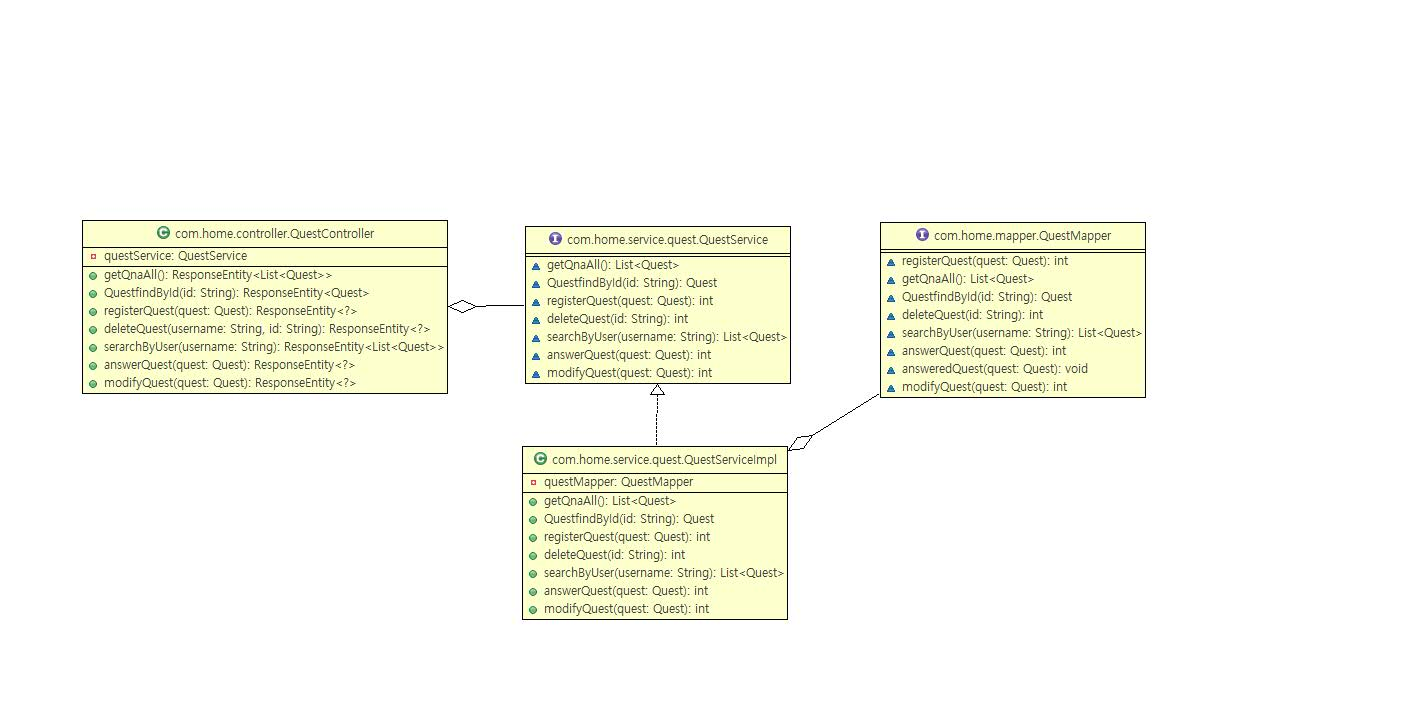 com.home.controller.QuestController
questService: QuestService
getQnaAll(): ResponseEntity<List<Quest>>
QuestfindById(id: String): ResponseEntity<Quest>
registerQuest(quest: Quest): ResponseEntity<?>
deleteQuest(username: String, id: String): ResponseEntity<?>
serarchByUser(username: String): ResponseEntity<List<Quest>>
answerQuest(quest: Quest): ResponseEntity<?>
modifyQuest(quest: Quest): ResponseEntity<?>
com.home.service.quest.QuestService
getQnaAll(): List<Quest>
QuestfindById(id: String): Quest
registerQuest(quest: Quest): int
deleteQuest(id: String): int
searchByUser(username: String): List<Quest>
answerQuest(quest: Quest): int
modifyQuest(quest: Quest): int
com.home.mapper.QuestMapper
registerQuest(quest: Quest): int
getQnaAll(): List<Quest>
QuestfindById(id: String): Quest
deleteQuest(id: String): int
searchByUser(username: String): List<Quest>
answerQuest(quest: Quest): int
answeredQuest(quest: Quest): void
modifyQuest(quest: Quest): int
com.home.service.quest.QuestServiceImpl
questMapper: QuestMapper
getQnaAll(): List<Quest>
QuestfindById(id: String): Quest
registerQuest(quest: Quest): int
deleteQuest(id: String): int
searchByUser(username: String): List<Quest>
answerQuest(quest: Quest): int
modifyQuest(quest: Quest): int